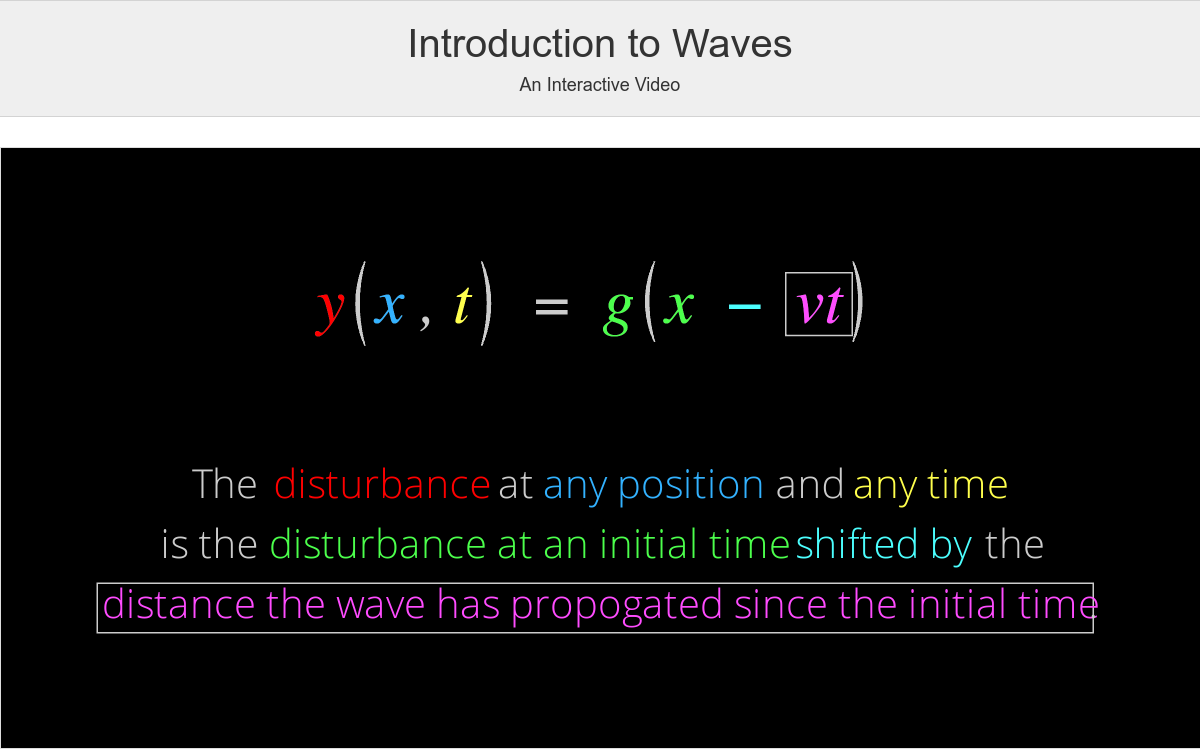 Introduction to Waves
An Interactive Video
y(x, t) = g(x − vt)
The disturbance at any position and any time
is the disturbance at an initial time shifted by the
distance the wave has propogated since the initial time